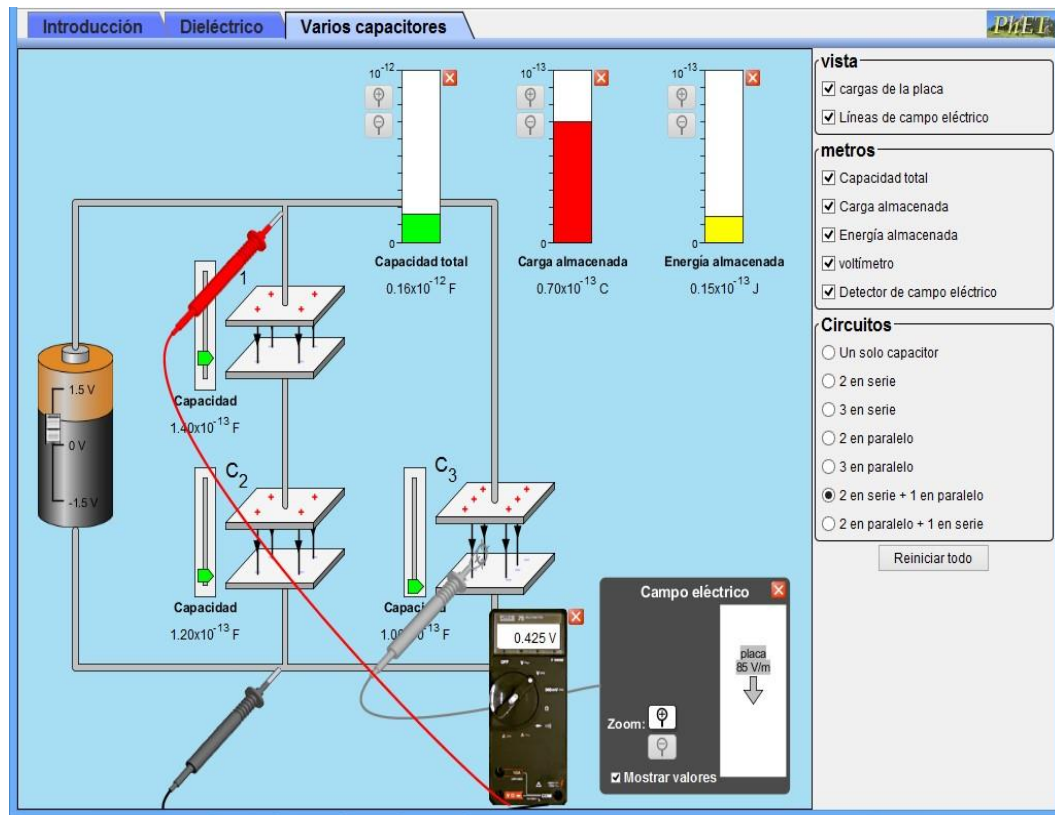 Introducción
Dieléctrico
Varios capacitores
PhET
10-12
0
Capacidad total
0.16x10-12 F
10-13
0
Carga almacenada
0.70x10-13 C
10-13
0
Energía almacenada
0.15x10-13 J
1.5 V
0 V
-1.5 V
1
Capacidad
1.40x10-13 F
C2
Capacidad
1.20x10-13 F
C3
13 F
0.425 V
Campo eléctrico
placa
85 V/m
Zoom:
Mostrar valores
vista
cargas de la placa
Líneas de campo eléctrico
metros
Capacidad total
Carga almacenada
Energía almacenada
voltímetro
Detector de campo eléctrico
Circuitos
Un solo capacitor
2 en serie
3 en serie
2 en paralelo
3 en paralelo
2 en serie + 1 en paralelo
2 en paralelo + 1 en serie
Reiniciar todo